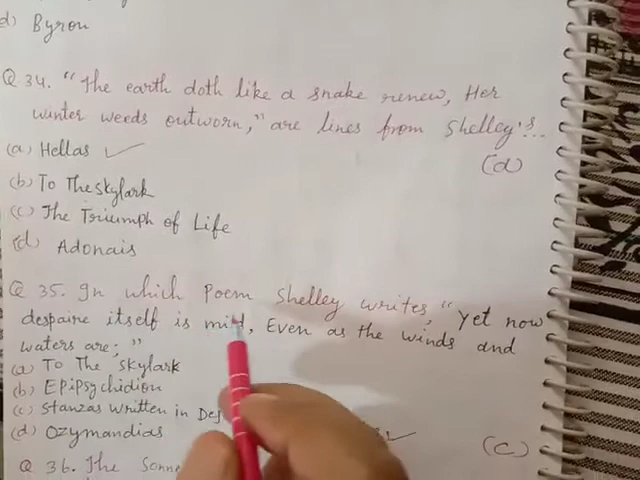 d) Byron
Q 34. "The earth doth like a snake renew, Her
winter weeds outworn," are lines from Shelley's...
(a) Hellas ✓
(a)
(b) To The Skylark
(c) The Triumph of Life
(d) Adonais
Q 35. In which Poem Shelley writes, "Yet now
despaire itself is mild, Even as the winds and
waters are;"
(a) To The Skylark
(b) Epipsychidion
(c) Stanzas written in
(d) Ozymandias ✓
(c)
Q 36. The